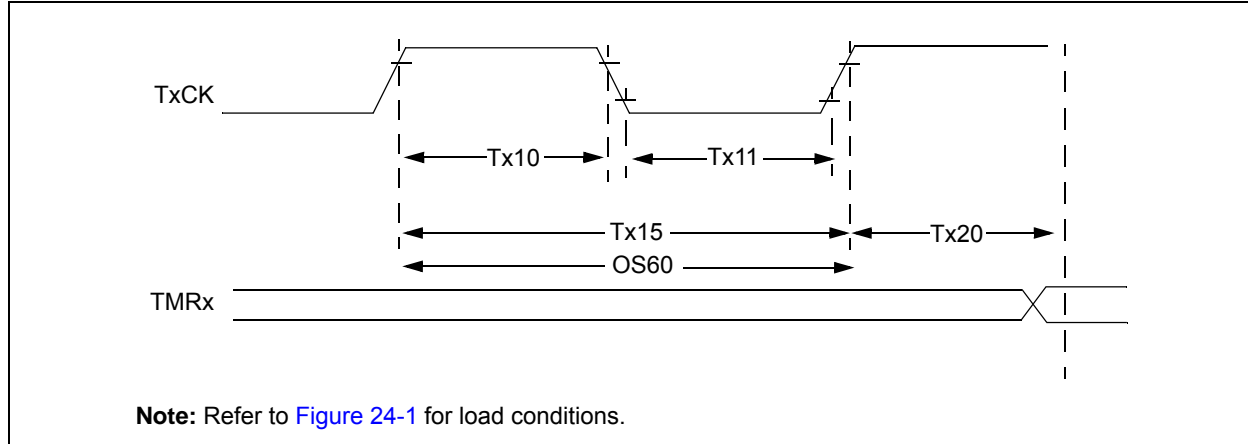 TxCK
Tx10
Tx11
Tx15
Tx20
OS60
TMRx
Note: Refer to Figure 24-1 for load conditions.